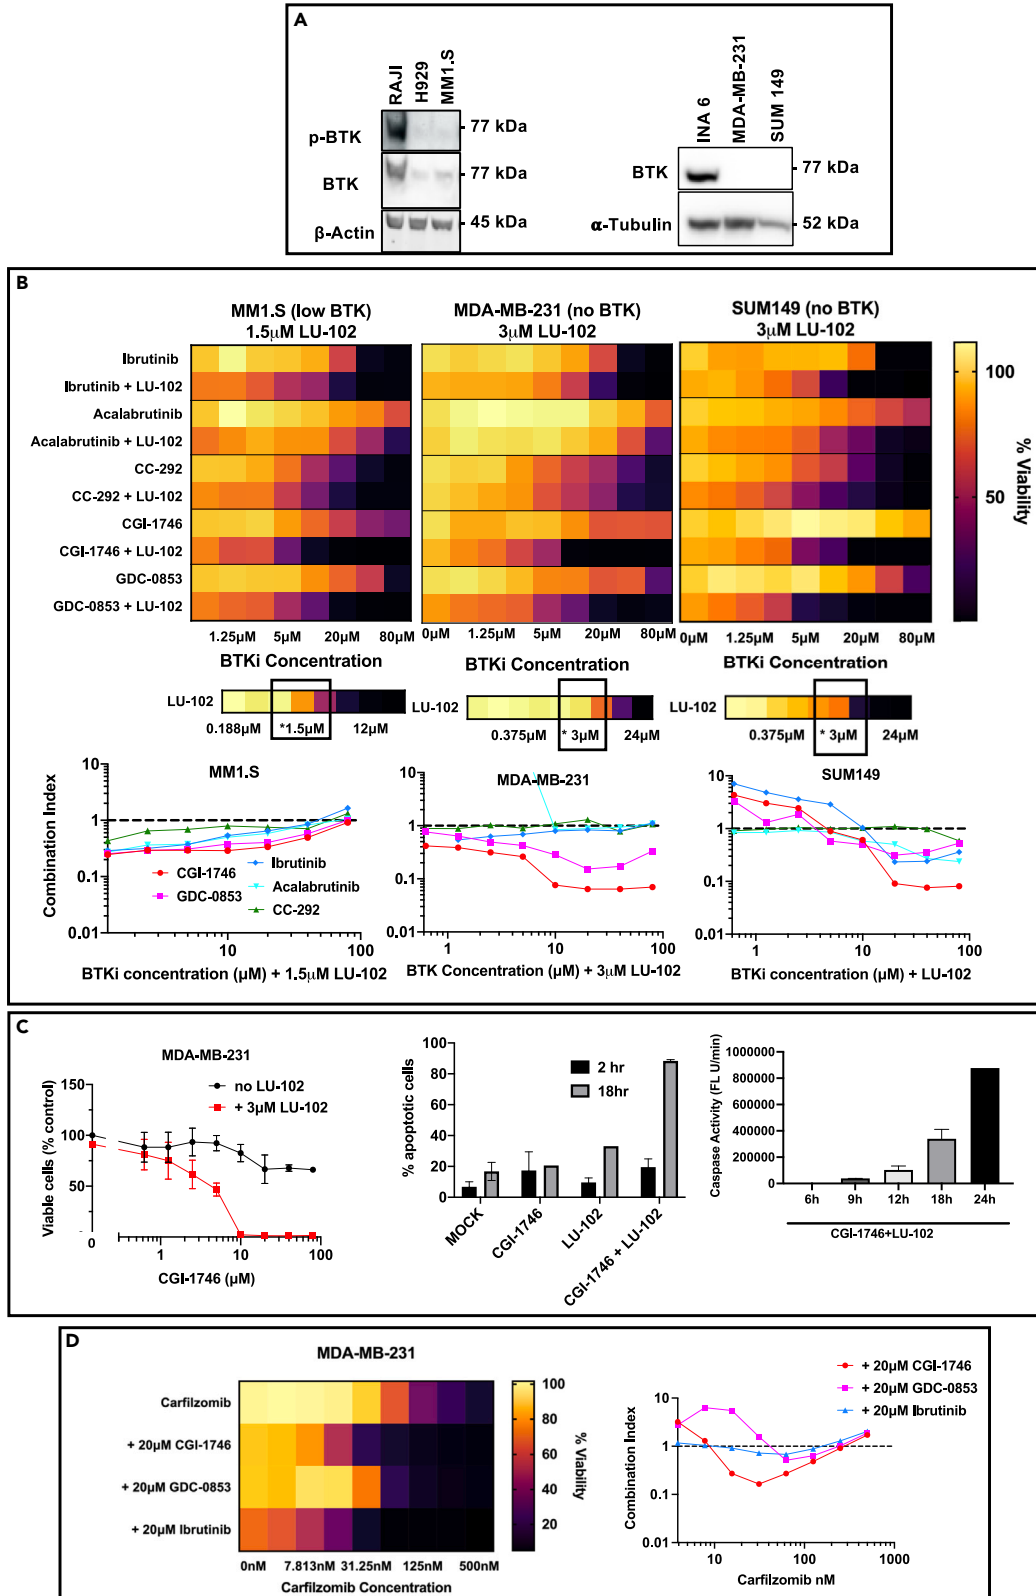 A
RAJI
H929
MM1.S
p-BTK
77 kDa
BTK
77 kDa
β-Actin
45 kDa
INA 6
MDA-MB-231
SUM 149
BTK
77 kDa
α-Tubulin
52 kDa
B
MM1.S (low BTK)
1.5μM LU-102
MDA-MB-231 (no BTK)
3μM LU-102
SUM149 (no BTK)
3μM LU-102
Ibrutinib
Ibrutinib + LU-102
Acalabrutinib
Acalabrutinib + LU-102
CC-292
CC-292 + LU-102
CGI-1746
CGI-1746 + LU-102
GDC-0853
GDC-0853 + LU-102
100
50
% Viability
1.25μM 5μM 20μM 80μM
0μM 1.25μM 5μM 20μM 80μM
0μM 1.25μM 5μM 20μM 80μM
BTKi Concentration
BTKi Concentration
BTKi Concentration
LU-102
0.188μM *1.5μM 12μM
LU-102
0.375μM * 3μM 24μM
LU-102
0.375μM * 3μM 24μM
MM1.S
Combination Index
10
1
0.1
0.01
10 100
Ibrutinib
CGI-1746
Acalabrutinib
GDC-0853
CC-292
BTKi concentration (μM) + 1.5μM LU-102
MDA-MB-231
10
1
0.1
0.01
1 10 100
BTK Concentration (μM) + 3μM LU-102
SUM149
10
1
0.1
0.01
1 10 100
BTKi concentration (μM) + LU-102
C
MDA-MB-231
Viable cells (% control)
150
100
50
0
0 1 10 100
no LU-102
+ 3μM LU-102
CGI-1746 (μM)
% apoptotic cells
100
80
60
40
20
0
2 hr
18hr
MOCK
CGI-1746
LU-102
CGI-1746 + LU-102
Caspase Activity (FL U/min)
1000000
800000
600000
400000
200000
0
6h 9h 12h 18h 24h
CGI-1746+LU-102
D
MDA-MB-231
Carfilzomib
+ 20μM CGI-1746
+ 20μM GDC-0853
+ 20μM Ibrutinib
0nM 7.813nM 31.25nM 125nM 500nM
Carfilzomib Concentration
100
80
60
40
20
% Viability
+ 20μM CGI-1746
+ 20μM GDC-0853
+ 20μM Ibrutinib
Combination Index
10
1
0.1
0.01
10 100 1000
Carfilzomib nM